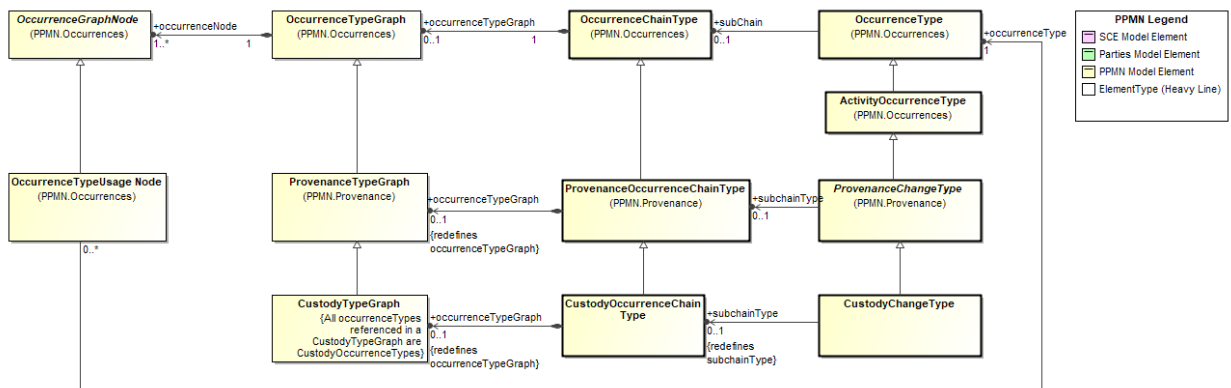 OccurrenceGraphNode
(PPMN.Occurrences)
+occurrenceNode
1..*
1
OccurrenceTypeGraph
(PPMN.Occurrences)
+occurrenceTypeGraph
0..1
1
OccurrenceChainType
(PPMN.Occurrences)
+subChain
0..1
OccurrenceType
(PPMN.Occurrences)
+occurrenceType
1
PPMN Legend
SCE Model Element
Parties Model Element
PPMN Model Element
ElementType (Heavy Line)
ActivityOccurrenceType
(PPMN.Occurrences)
OccurrenceTypeUsage Node
(PPMN.Occurrences)
0..*
ProvenanceTypeGraph
(PPMN.Provenance)
+occurrenceTypeGraph
0..1
{redefines
occurrenceTypeGraph}
ProvenanceOccurrenceChainType
(PPMN.Provenance)
+subchainType
0..1
ProvenanceChangeType
(PPMN.Provenance)
CustodyTypeGraph
{All occurrenceTypes
referenced in a
CustodyTypeGraph are
CustodyOccurrenceTypes}
+occurrenceTypeGraph
0..1
{redefines
occurrenceTypeGraph}
CustodyOccurrenceChain
Type
+subchainType
0..1
{redefines
subchainType}
CustodyChangeType